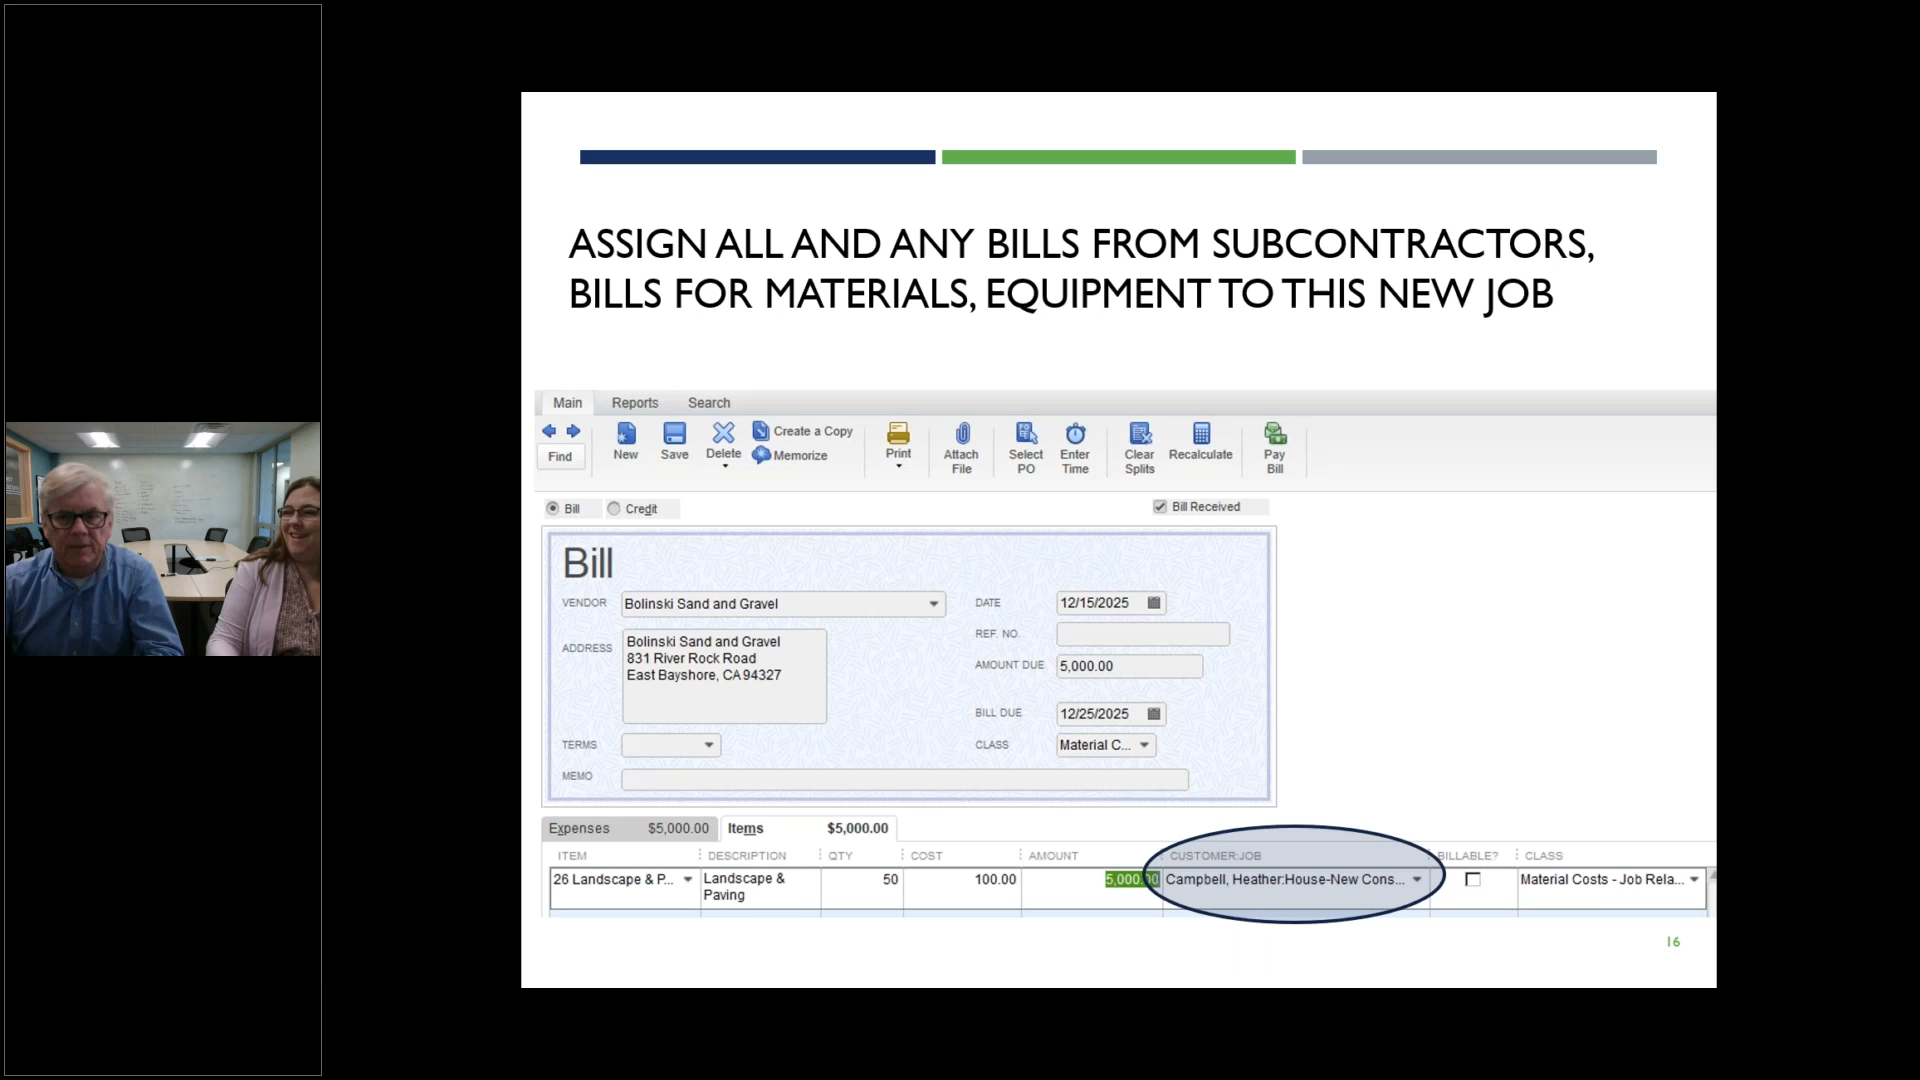 ASSIGN ALL AND ANY BILLS FROM SUBCONTRACTORS,
BILLS FOR MATERIALS, EQUIPMENT TO THIS NEW JOB
Main Reports Search
Find
New
Save
Delete
Create a Copy
Memorize
Print
Attach
File
Select
PO
Enter
Time
Clear
Splits
Recalculate
Pay
Bill
Bill Credit Bill Received
Bill
VENDOR Bolinski Sand and Gravel
ADDRESS
Bolinski Sand and Gravel
831 River Rock Road
East Bayshore, CA 94327
TERMS
MEMO
DATE 12/15/2025
REF. NO.
AMOUNT DUE 5,000.00
BILL DUE 12/25/2025
CLASS Material C...
Expenses $5,000.00 Items $5,000.00
ITEM DESCRIPTION QTY COST AMOUNT CUSTOMER:JOB BILLABLE? CLASS
26 Landscape & P... Landscape & 50 100.00 5,000.00 Campbell, Heather:House-New Cons... Material Costs - Job Rela...
Paving
16